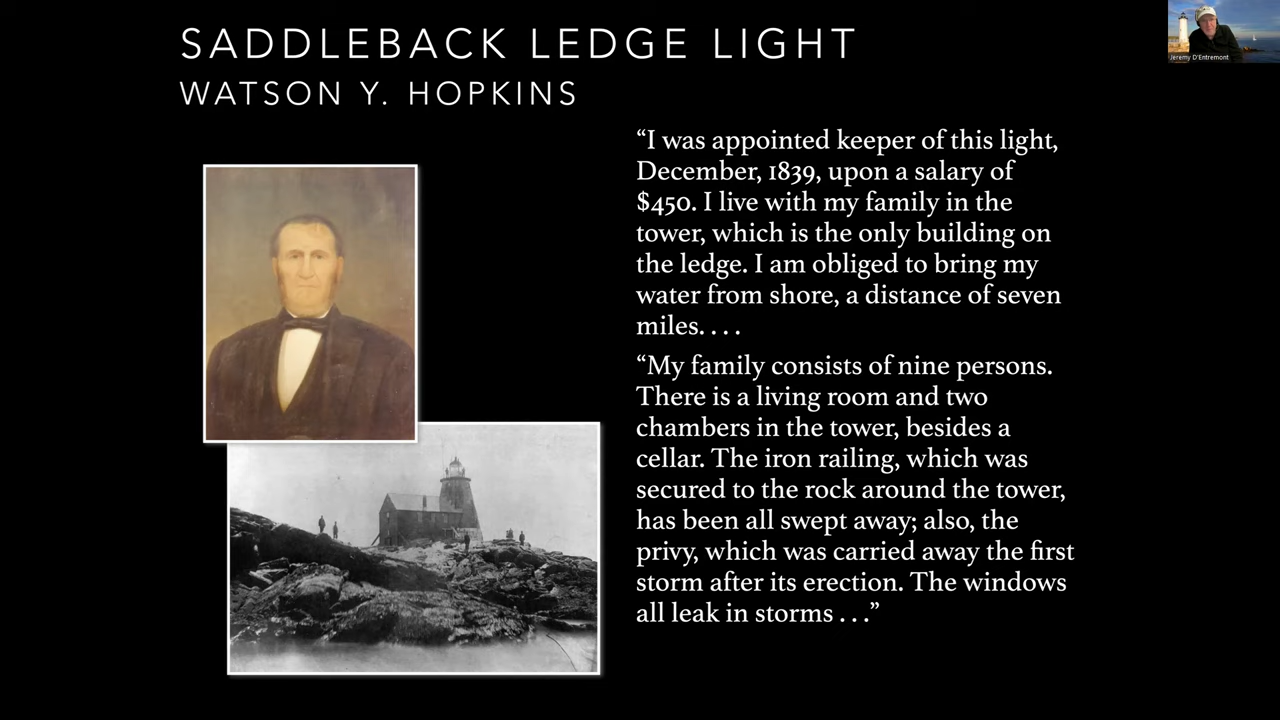 SADDLEBACK LEDGE LIGHT
WATSON Y. HOPKINS
“I was appointed keeper of this light,
December, 1839, upon a salary of
$450. I live with my family in the
tower, which is the only building on
the ledge. I am obliged to bring my
water from shore, a distance of seven
miles. . . .
“My family consists of nine persons.
There is a living room and two
chambers in the tower, besides a
cellar. The iron railing, which was
secured to the rock around the tower,
has been all swept away; also, the
privy, which was carried away the first
storm after its erection. The windows
all leak in storms . . .”
Jeremy D'Entremont